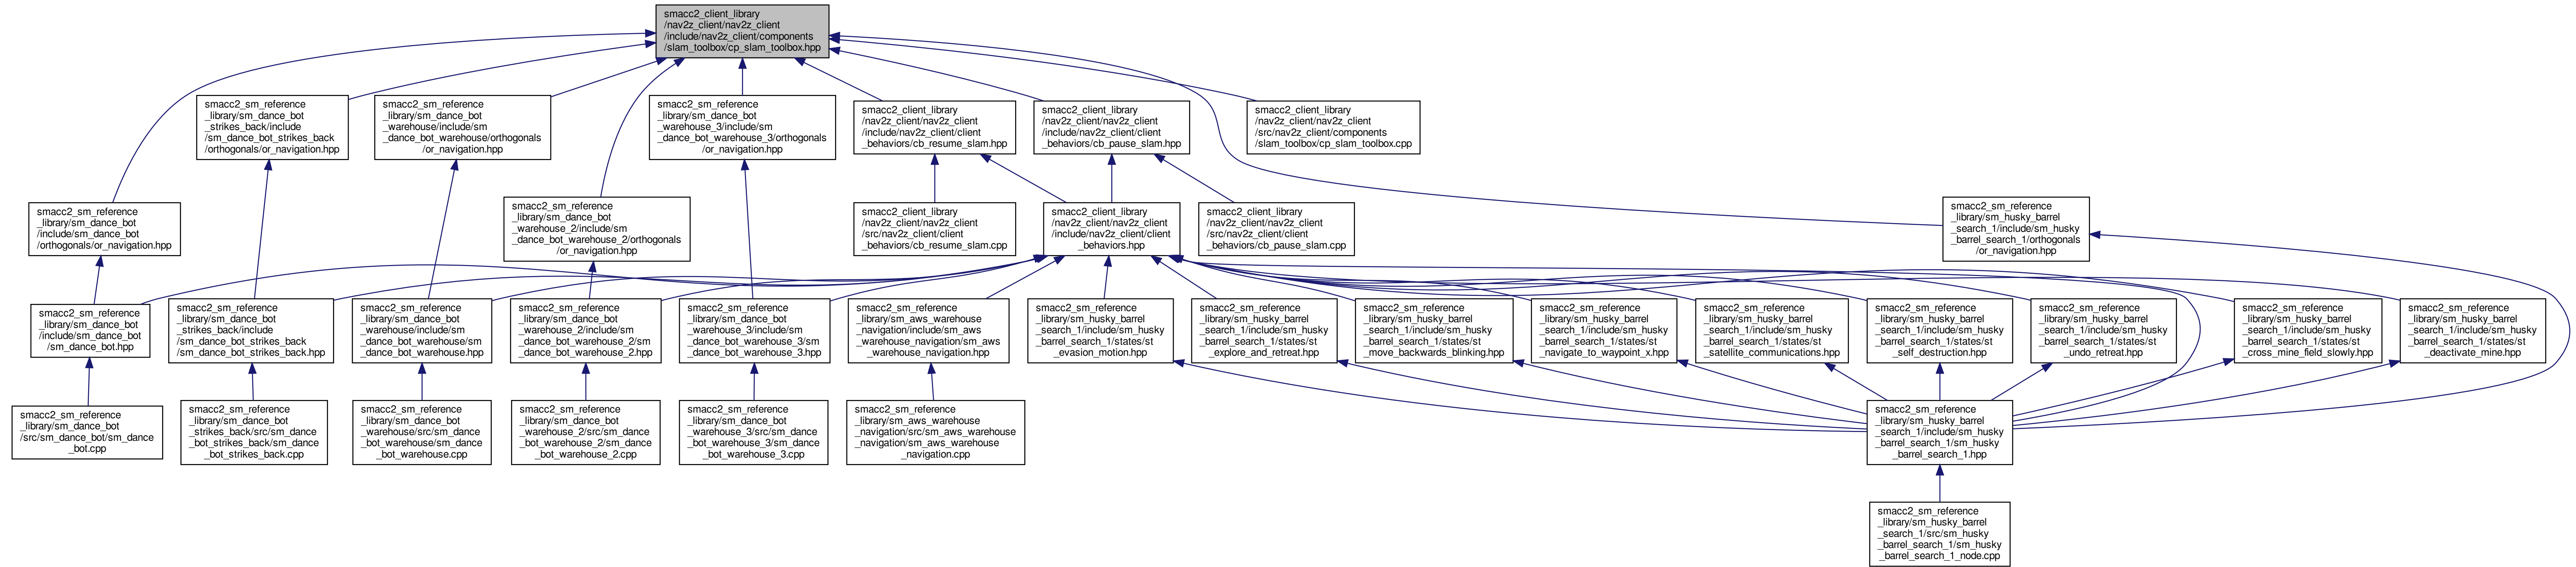 smacc2_client_library
/nav2z_client/nav2z_client
/include/nav2z_client/components
/slam_toolbox/cp_slam_toolbox.hpp
smacc2_sm_reference
_library/sm_dance_bot
_strikes_back/include
/sm_dance_bot_strikes_back
/orthogonals/or_navigation.hpp
smacc2_sm_reference
_library/sm_dance_bot
_warehouse/include/sm
_dance_bot_warehouse/orthogonals
/or_navigation.hpp
smacc2_sm_reference
_library/sm_dance_bot
_warehouse_3/include/sm
_dance_bot_warehouse_3/orthogonals
/or_navigation.hpp
smacc2_client_library
/nav2z_client/nav2z_client
/include/nav2z_client/client
_behaviors/cb_resume_slam.hpp
smacc2_client_library
/nav2z_client/nav2z_client
/include/nav2z_client/client
_behaviors/cb_pause_slam.hpp
smacc2_client_library
/nav2z_client/nav2z_client
/src/nav2z_client/components
/slam_toolbox/cp_slam_toolbox.cpp
smacc2_sm_reference
_library/sm_dance_bot
/include/sm_dance_bot
/orthogonals/or_navigation.hpp
smacc2_sm_reference
_library/sm_dance_bot
_warehouse_2/include/sm
_dance_bot_warehouse_2/orthogonals
/or_navigation.hpp
smacc2_client_library
/nav2z_client/nav2z_client
/src/nav2z_client/client
_behaviors/cb_resume_slam.cpp
smacc2_client_library
/nav2z_client/nav2z_client
/include/nav2z_client/client
_behaviors.hpp
smacc2_client_library
/nav2z_client/nav2z_client
/src/nav2z_client/client
_behaviors/cb_pause_slam.cpp
smacc2_sm_reference
_library/sm_husky_barrel
_search_1/include/sm_husky
_barrel_search_1/orthogonals
/or_navigation.hpp
smacc2_sm_reference
_library/sm_dance_bot
/include/sm_dance_bot
/sm_dance_bot.hpp
smacc2_sm_reference
_library/sm_dance_bot
_strikes_back/include
/sm_dance_bot_strikes_back
/sm_dance_bot_strikes_back.hpp
smacc2_sm_reference
_library/sm_dance_bot
_warehouse/include/sm
_dance_bot_warehouse/sm
_dance_bot_warehouse.hpp
smacc2_sm_reference
_library/sm_dance_bot
_warehouse_2/include/sm
_dance_bot_warehouse_2/sm
_dance_bot_warehouse_2.hpp
smacc2_sm_reference
_library/sm_dance_bot
_warehouse_3/include/sm
_dance_bot_warehouse_3/sm
_dance_bot_warehouse_3.hpp
smacc2_sm_reference
_library/sm_aws_warehouse
_navigation/include/sm_aws
_warehouse_navigation/sm_aws
_warehouse_navigation.hpp
smacc2_sm_reference
_library/sm_husky_barrel
_search_1/include/sm_husky
_barrel_search_1/states/st
_evasion_motion.hpp
smacc2_sm_reference
_library/sm_husky_barrel
_search_1/include/sm_husky
_barrel_search_1/states/st
_explore_and_retreat.hpp
smacc2_sm_reference
_library/sm_husky_barrel
_search_1/include/sm_husky
_barrel_search_1/states/st
_move_backwards_blinking.hpp
smacc2_sm_reference
_library/sm_husky_barrel
_search_1/include/sm_husky
_barrel_search_1/states/st
_navigate_to_waypoint_x.hpp
smacc2_sm_reference
_library/sm_husky_barrel
_search_1/include/sm_husky
_barrel_search_1/states/st
_satellite_communications.hpp
smacc2_sm_reference
_library/sm_husky_barrel
_search_1/include/sm_husky
_barrel_search_1/states/st
_self_destruction.hpp
smacc2_sm_reference
_library/sm_husky_barrel
_search_1/include/sm_husky
_barrel_search_1/states/st
_undo_retreat.hpp
smacc2_sm_reference
_library/sm_husky_barrel
_search_1/include/sm_husky
_barrel_search_1/states/st
_cross_mine_field_slowly.hpp
smacc2_sm_reference
_library/sm_husky_barrel
_search_1/include/sm_husky
_barrel_search_1/states/st
_deactivate_mine.hpp
smacc2_sm_reference
_library/sm_dance_bot
/src/sm_dance_bot/sm_dance
_bot.cpp
smacc2_sm_reference
_library/sm_dance_bot
_strikes_back/src/sm_dance
_bot_strikes_back/sm_dance
_bot_strikes_back.cpp
smacc2_sm_reference
_library/sm_dance_bot
_warehouse/src/sm_dance
_bot_warehouse/sm_dance
_bot_warehouse.cpp
smacc2_sm_reference
_library/sm_dance_bot
_warehouse_2/src/sm_dance
_bot_warehouse_2/sm_dance
_bot_warehouse_2.cpp
smacc2_sm_reference
_library/sm_dance_bot
_warehouse_3/src/sm_dance
_bot_warehouse_3/sm_dance
_bot_warehouse_3.cpp
smacc2_sm_reference
_library/sm_aws_warehouse
_navigation/src/sm_aws_warehouse
_navigation/sm_aws_warehouse
_navigation.cpp
smacc2_sm_reference
_library/sm_husky_barrel
_search_1/include/sm_husky
_barrel_search_1/sm_husky
_barrel_search_1.hpp
smacc2_sm_reference
_library/sm_husky_barrel
_search_1/src/sm_husky
_barrel_search_1/sm_husky
_barrel_search_1_node.cpp